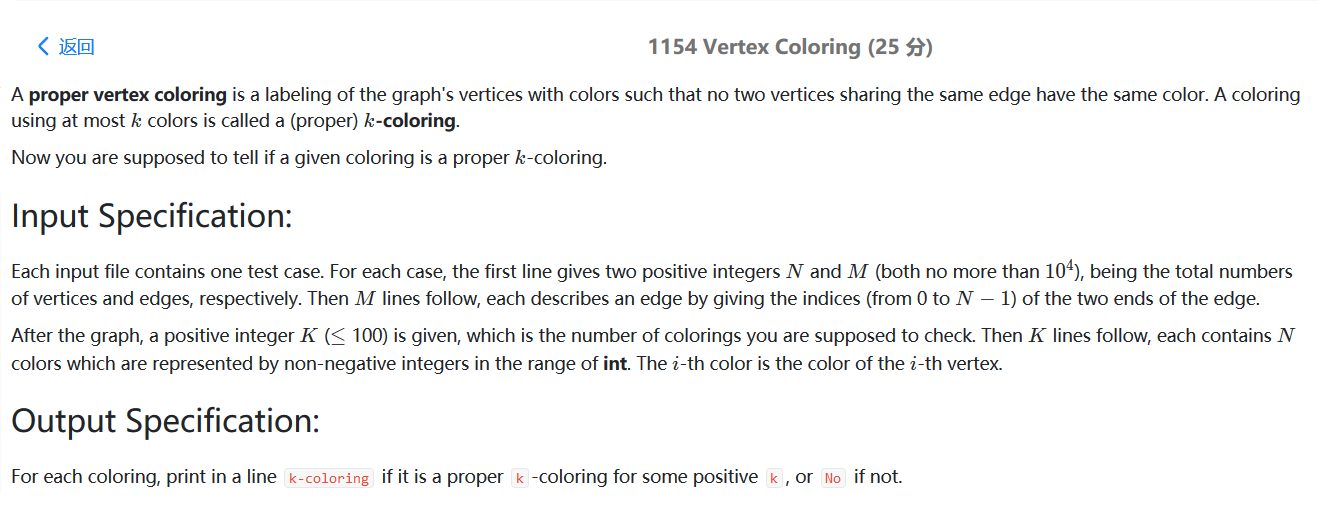 返回
1154 Vertex Coloring (25 分)
A proper vertex coloring is a labeling of the graph's vertices with colors such that no two vertices sharing the same edge have the same color. A coloring
using at most k colors is called a (proper) k-coloring.
Now you are supposed to tell if a given coloring is a proper k-coloring.
Input Specification:
Each input file contains one test case. For each case, the first line gives two positive integers N and M (both no more than 10⁴), being the total numbers
of vertices and edges, respectively. Then M lines follow, each describes an edge by giving the indices (from 0 to N − 1) of the two ends of the edge.
After the graph, a positive integer K (≤ 100) is given, which is the number of colorings you are supposed to check. Then K lines follow, each contains N
colors which are represented by non-negative integers in the range of int. The i-th color is the color of the i-th vertex.
Output Specification:
For each coloring, print in a line k-coloring if it is a proper k -coloring for some positive k , or No if not.